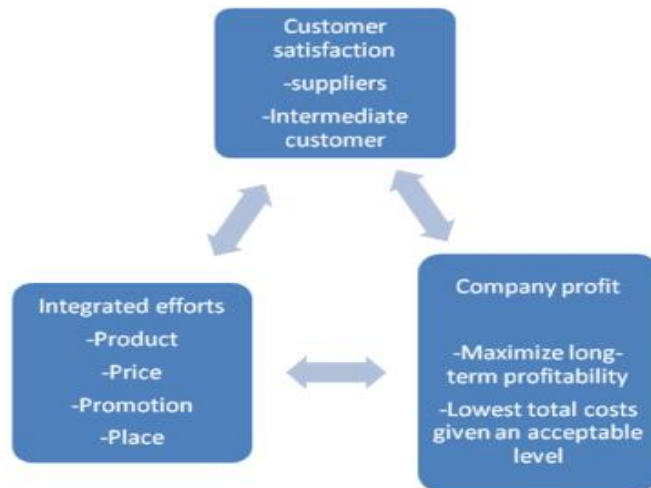 Customer
satisfaction
-suppliers
-Intermediate
customer
Integrated efforts
-Product
-Price
-Promotion
-Place
Company profit
-Maximize long-
term profitability
-Lowest total costs
given an acceptable
level